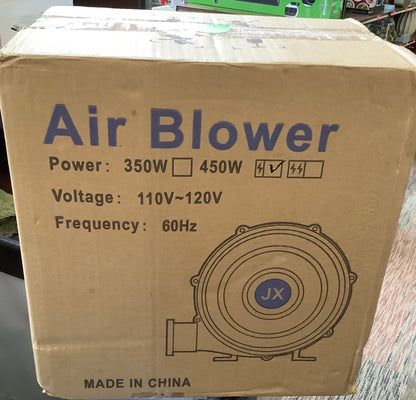 Air Blower
Power: 350W 450W
Voltage: 110V~120V
Frequency: 60Hz
JX
MADE IN CHINA